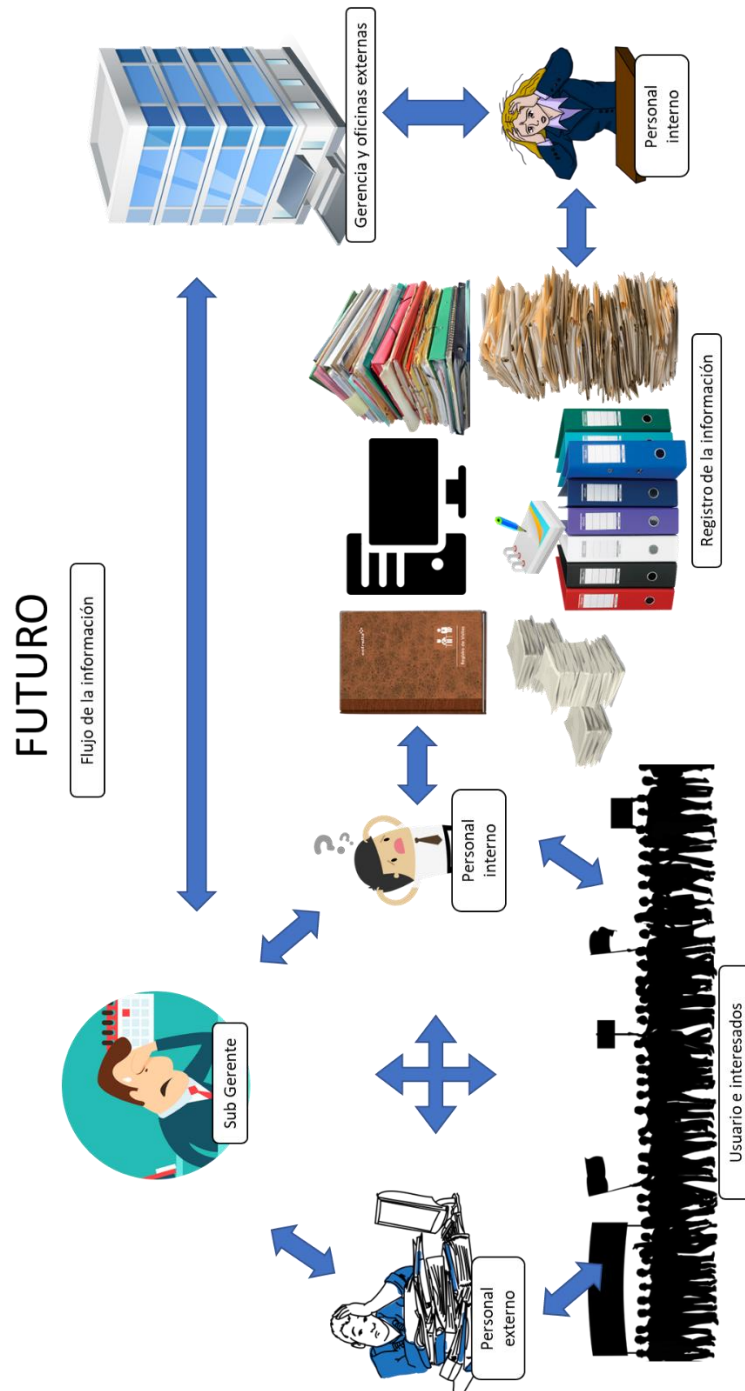 FUTURO
Flujo de la información
Sub Gerente
Gerencia y oficinas externas
Personal
externo
Personal
interno
Personal
interno
Registro de la información
Usuario e interesados